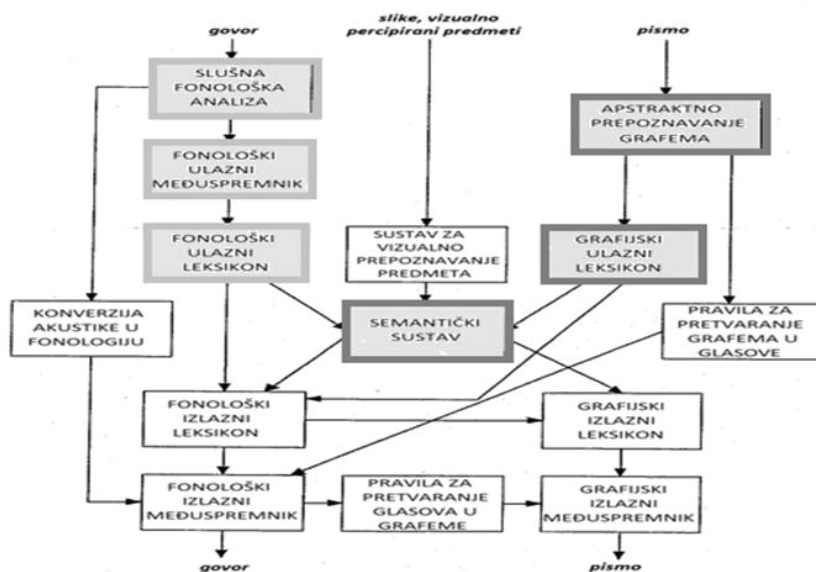 govor
slike, vizualno
percipirani predmeti
pismo
SLUŠNA
FONOLOŠKA
ANALIZA
APSTRAKTNO
PREPOZNAVANJE
GRAFEMA
FONOLOŠKI
ULAZNI
MEĐUSPREMNIK
FONOLOŠKI
ULAZNI
LEKSIKON
SUSTAV ZA
VIZUALNO
PREPOZNAVANJE
PREDMETA
GRAFIJSKI
ULAZNI
LEKSIKON
KONVERZIJA
AKUSTIKE U
FONOLOGIJU
SEMANTIČKI
SUSTAV
PRAVILA ZA
PRETVARANJE
GRAFEMA U
GLASOVE
FONOLOŠKI
IZLAZNI
LEKSIKON
GRAFIJSKI
IZLAZNI
LEKSIKON
FONOLOŠKI
IZLAZNI
MEĐUSPREMNIK
PRAVILA ZA
PRETVARANJE
GLASOVA U
GRAFEME
GRAFIJSKI
IZLAZNI
MEĐUSPREMNIK
govor
pismo